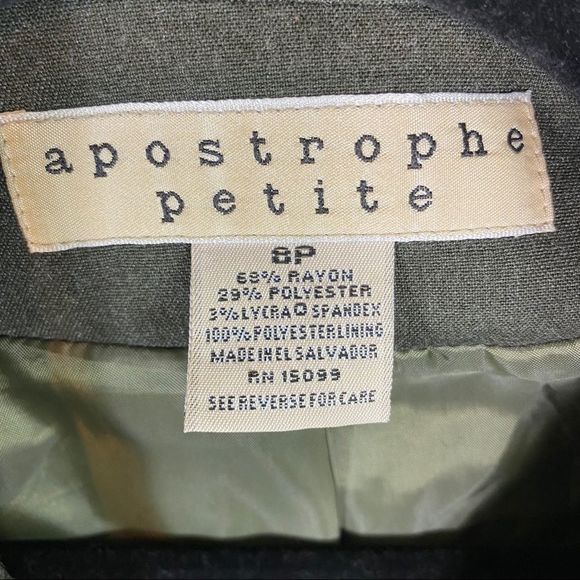 apostrophe
petite
8P
68% RAYON
29% POLYESTER
3% LYCRA® SPANDEX
100% POLYESTER LINING
MADE IN EL SALVADOR
RN 15099
SEE REVERSE FOR CARE